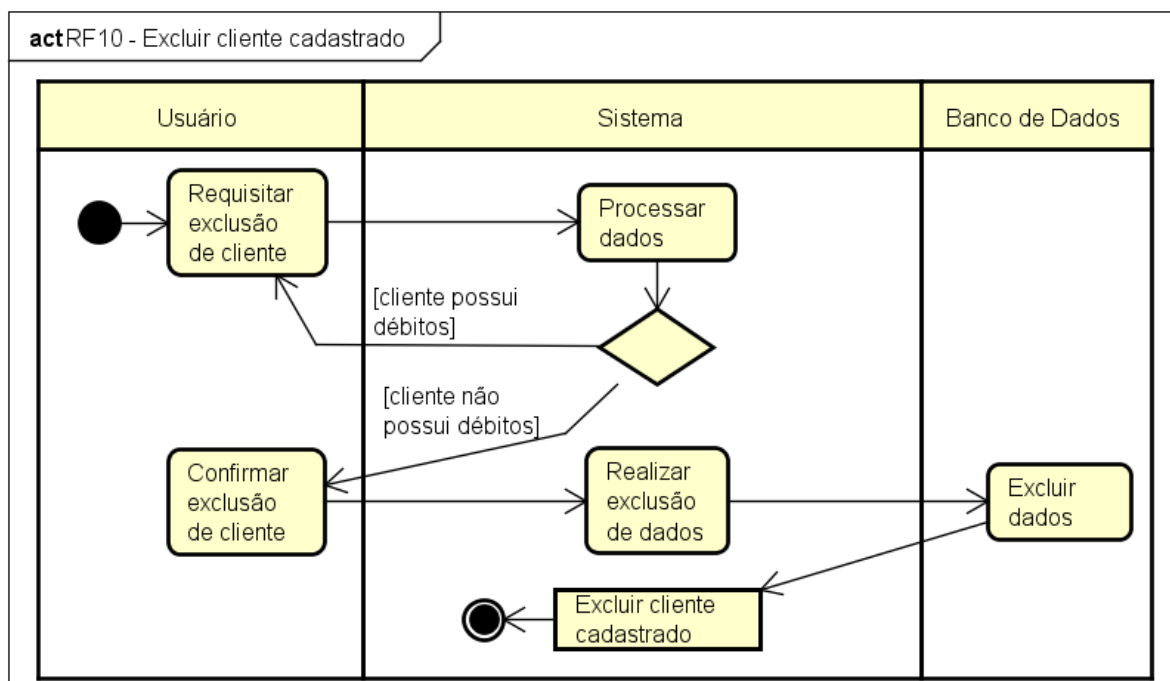 act RF10 - Excluir cliente cadastrado
Usuário
Sistema
Banco de Dados
Requisitar
exclusão
de cliente
Processar
dados
[cliente possui
débitos]
[cliente não
possui débitos]
Confirmar
exclusão
de cliente
Realizar
exclusão
de dados
Excluir
dados
Excluir cliente
cadastrado